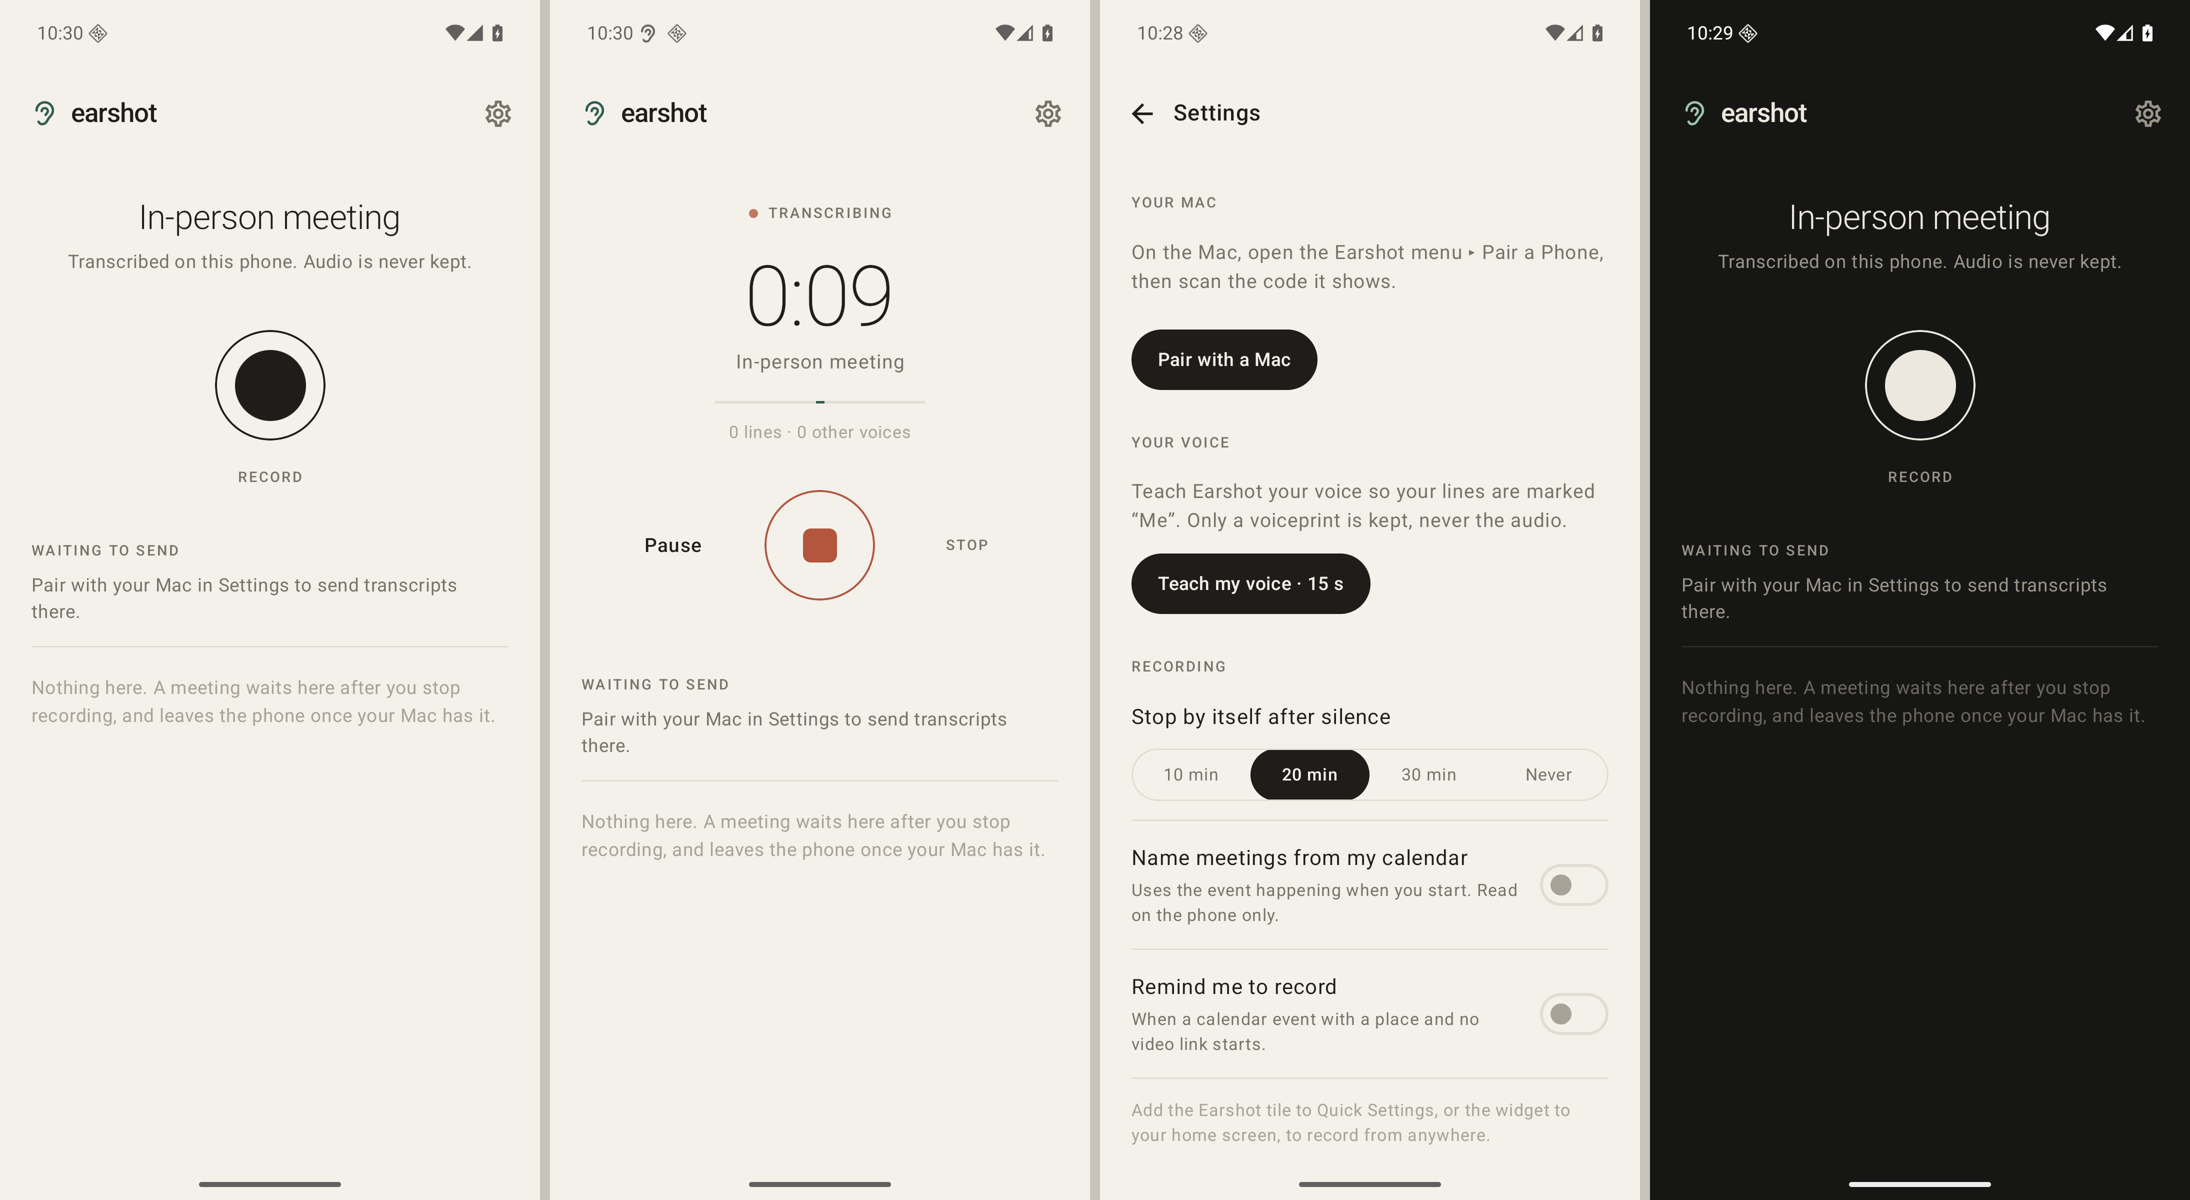 10:30
earshot
In-person meeting
Transcribed on this phone. Audio is never kept.
RECORD
WAITING TO SEND
Pair with your Mac in Settings to send transcripts
there.
Nothing here. A meeting waits here after you stop
recording, and leaves the phone once your Mac has it.
10:30
earshot
TRANSCRIBING
0:09
In-person meeting
0 lines · 0 other voices
Pause
STOP
WAITING TO SEND
Pair with your Mac in Settings to send transcripts
there.
Nothing here. A meeting waits here after you stop
recording, and leaves the phone once your Mac has it.
10:28
Settings
YOUR MAC
On the Mac, open the Earshot menu ▸ Pair a Phone,
then scan the code it shows.
Pair with a Mac
YOUR VOICE
Teach Earshot your voice so your lines are marked
“Me”. Only a voiceprint is kept, never the audio.
Teach my voice · 15 s
RECORDING
Stop by itself after silence
10 min 20 min 30 min Never
Name meetings from my calendar
Uses the event happening when you start. Read
on the phone only.
Remind me to record
When a calendar event with a place and no
video link starts.
Add the Earshot tile to Quick Settings, or the widget to
your home screen, to record from anywhere.
10:29
earshot
In-person meeting
Transcribed on this phone. Audio is never kept.
RECORD
WAITING TO SEND
Pair with your Mac in Settings to send transcripts
there.
Nothing here. A meeting waits here after you stop
recording, and leaves the phone once your Mac has it.